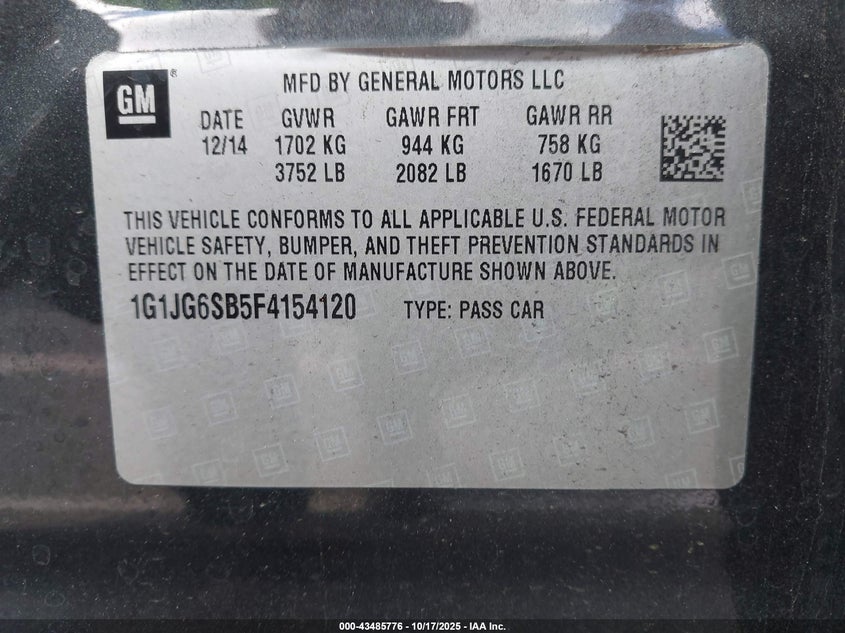 GM
MFD BY GENERAL MOTORS LLC
DATE GVWR GAWR FRT GAWR RR
12/14 1702 KG 944 KG 758 KG
3752 LB 2082 LB 1670 LB
THIS VEHICLE CONFORMS TO ALL APPLICABLE U.S. FEDERAL MOTOR
VEHICLE SAFETY, BUMPER, AND THEFT PREVENTION STANDARDS IN
EFFECT ON THE DATE OF MANUFACTURE SHOWN ABOVE.
1G1JG6SB5F4154120 TYPE: PASS CAR
000-43485776 - 10/17/2025 - IAA Inc.